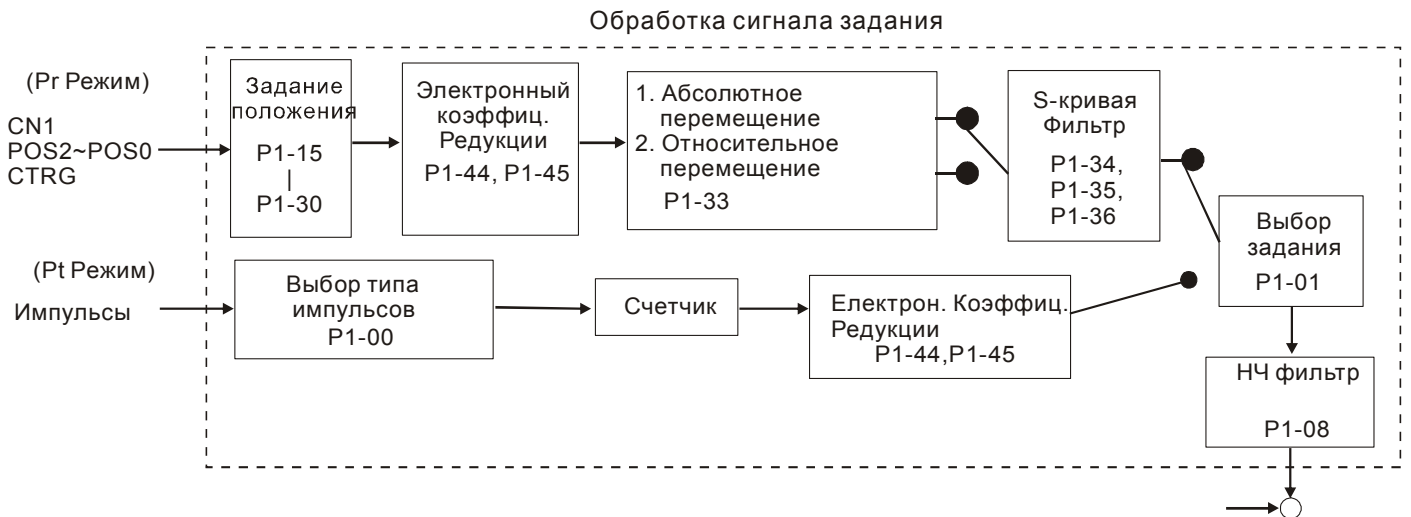 Обработка сигнала задания
(Pr Режим)
CN1
POS2~POS0
CTRG
Задание
положения
P1-15
|
P1-30
Электронный
коэффиц.
Редукции
P1-44, P1-45
1. Абсолютное
перемещение
2. Относительное
перемещение
P1-33
S-кривая
Фильтр
P1-34,
P1-35,
P1-36
Выбор
задания
P1-01
(Pt Режим)
Импульсы
Выбор типа
импульсов
P1-00
Счетчик
Електрон. Коэффиц.
Редукции
P1-44,P1-45
НЧ фильтр
P1-08